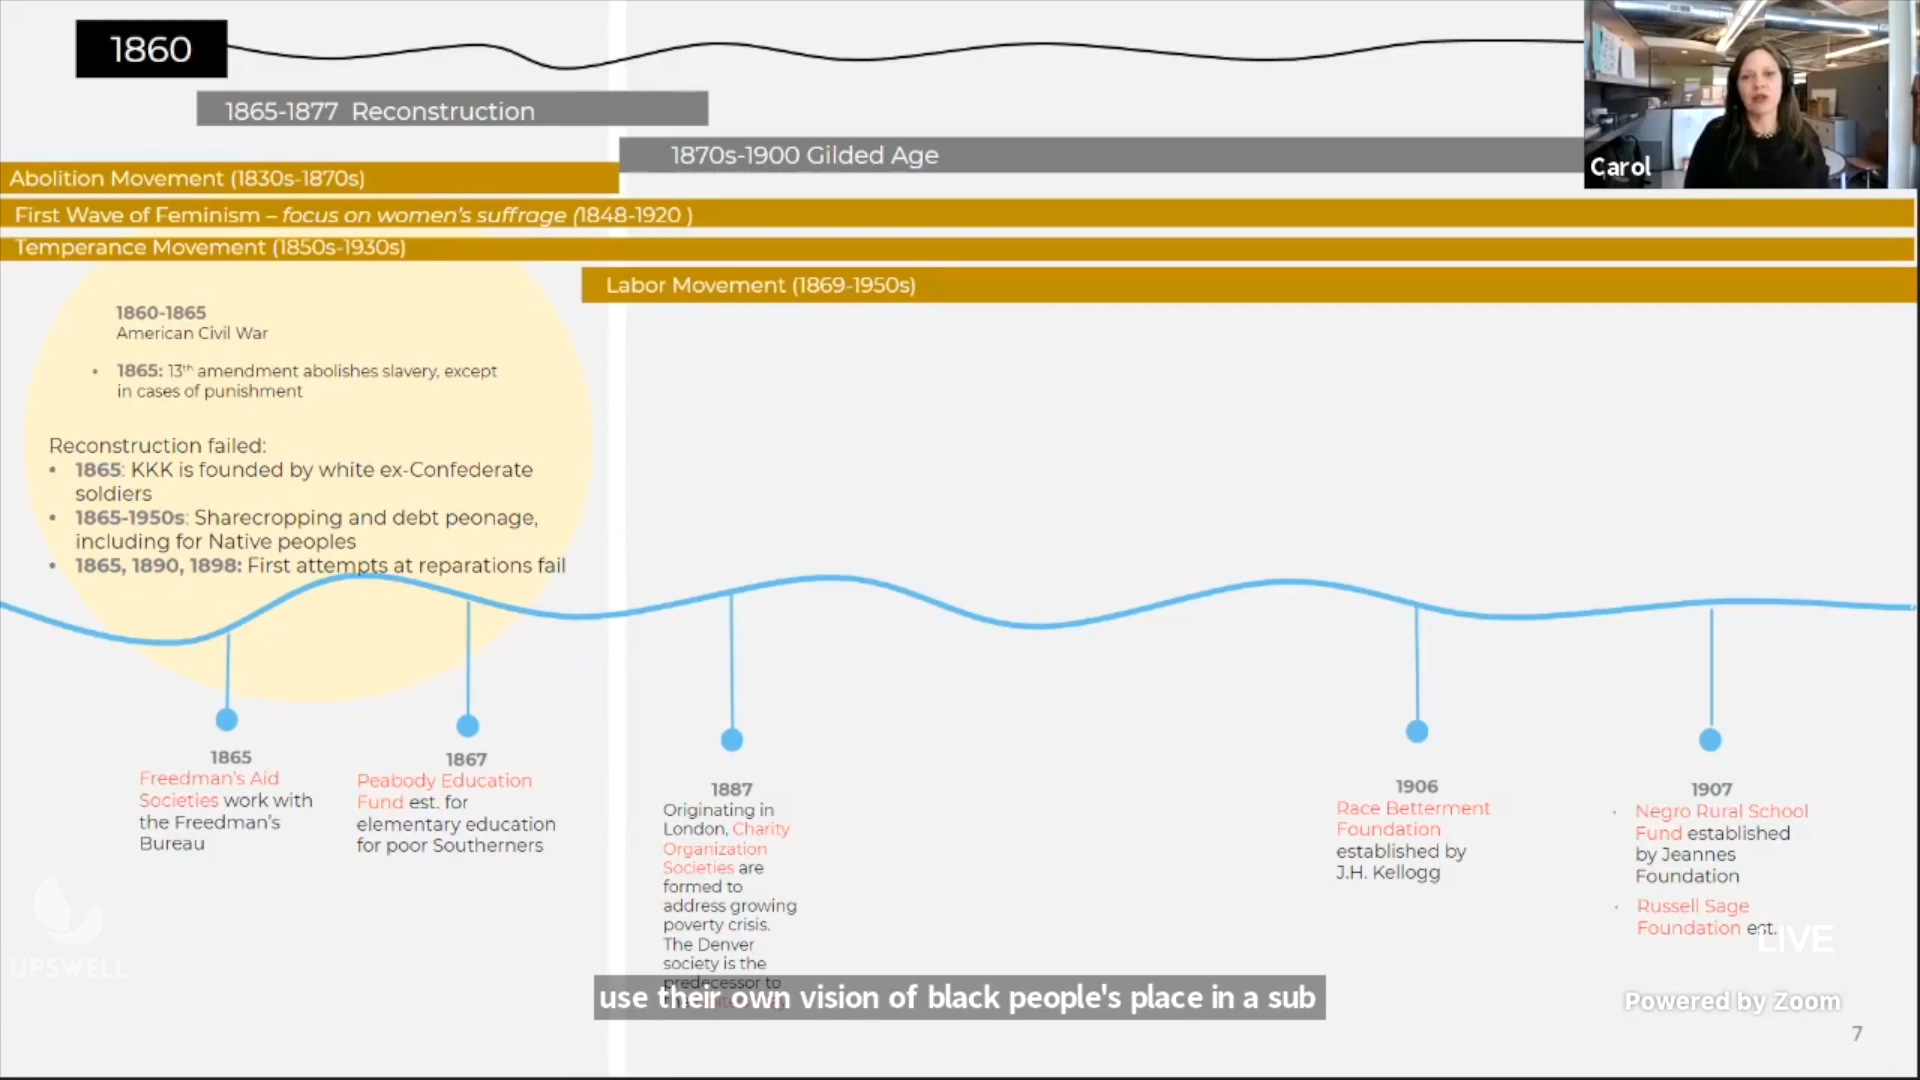 1860
1865-1877 Reconstruction
1870s-1900 Gilded Age
Carol
Abolition Movement (1830s-1870s)
First Wave of Feminism – focus on women's suffrage (1848-1920 )
Temperance Movement (1850s-1930s)
Labor Movement (1869-1950s)
1860-1865
American Civil War
• 1865: 13th amendment abolishes slavery, except
in cases of punishment
Reconstruction failed:
• 1865: KKK is founded by white ex-Confederate
soldiers
• 1865-1950s: Sharecropping and debt peonage,
including for Native peoples
• 1865, 1890, 1898: First attempts at reparations fail
1865
Freedman's Aid
Societies work with
the Freedman's
Bureau
1867
Peabody Education
Fund est. for
elementary education
for poor Southerners
1887
Originating in
London, Charity
Organization
Societies are
formed to
address growing
poverty crisis.
The Denver
society is the
predecessor to
1906
Race Betterment
Foundation
established by
J.H. Kellogg
1907
· Negro Rural School
Fund established
by Jeannes
Foundation
· Russell Sage
Foundation est.
LIVE
UPSWELL
use their own vision of black people's place in a sub
Powered by Zoom
7